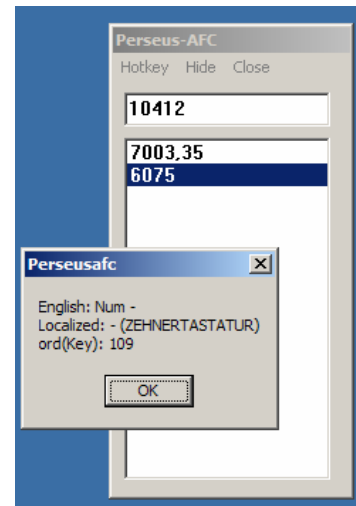 Perseus-AFC
Hotkey Hide Close
10412
7003,35
6075
Perseusafc
English: Num -
Localized: - (ZEHNERTASTATUR)
ord(Key): 109
OK